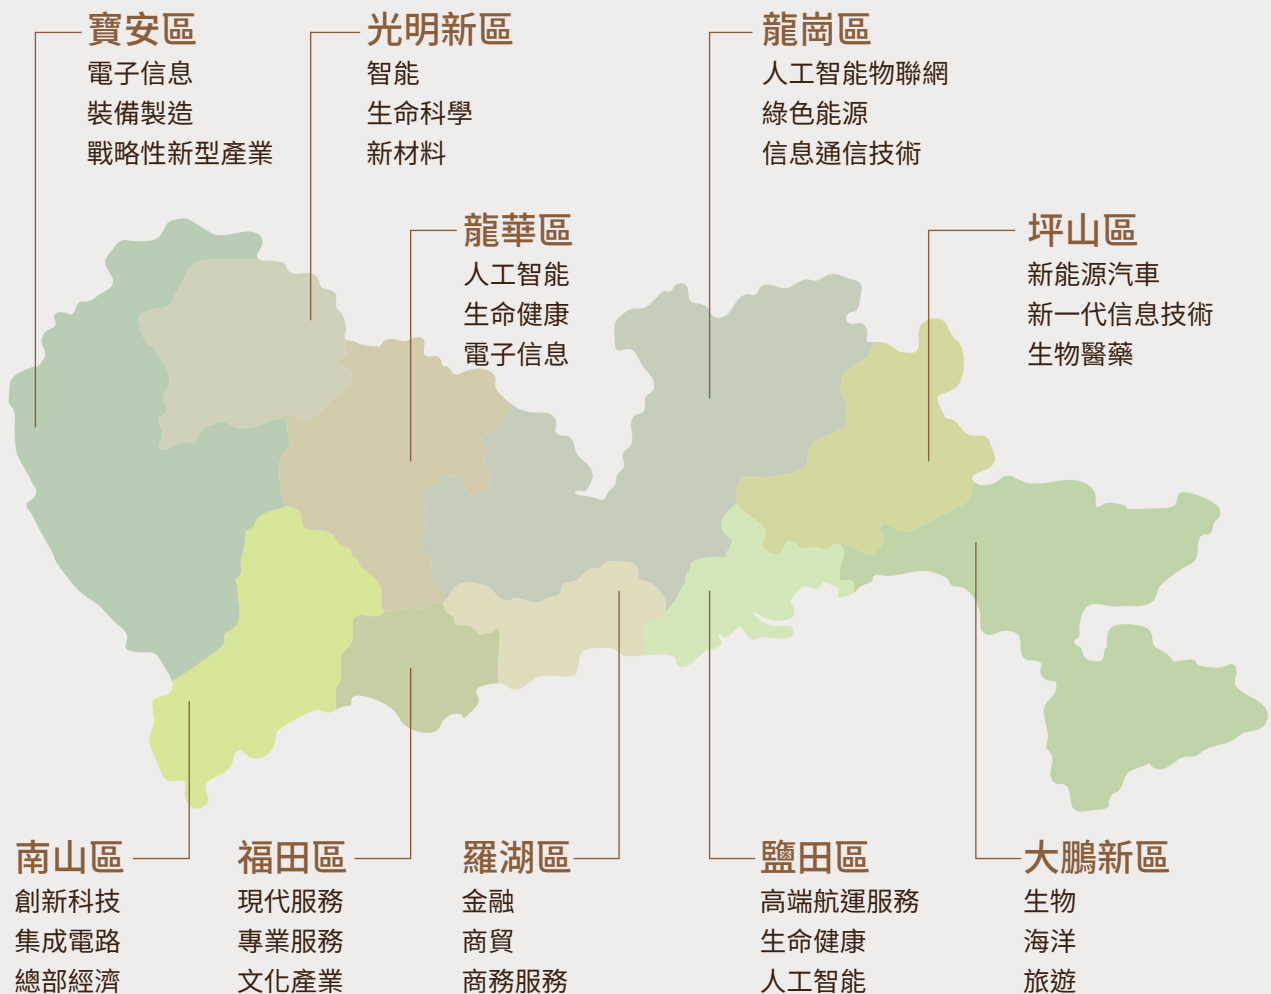 寶安區
電子信息
裝備製造
戰略性新型產業
光明新區
智能
生命科學
新材料
龍崗區
人工智能物聯網
綠色能源
信息通信技術
龍華區
人工智能
生命健康
電子信息
坪山區
新能源汽車
新一代信息技術
生物醫藥
南山區
創新科技
集成電路
總部經濟
福田區
現代服務
專業服務
文化產業
羅湖區
金融
商貿
商務服務
鹽田區
高端航運服務
生命健康
人工智能
大鵬新區
生物
海洋
旅遊